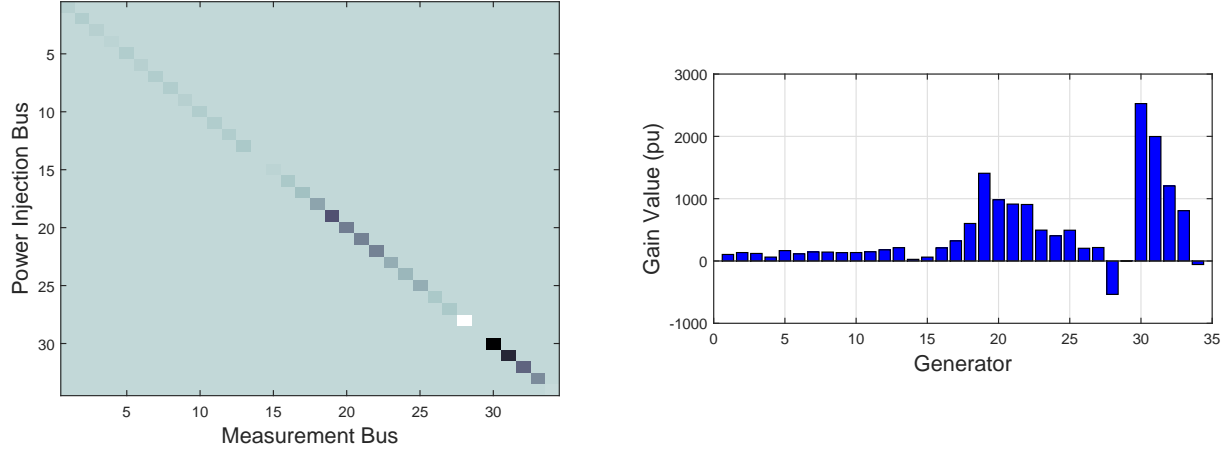 5
10
15
20
25
30
5 10 15 20 25 30
Measurement Bus
Power Injection Bus
3000
2000
1000
0
-1000
0 5 10 15 20 25 30 35
Generator
Gain Value (pu)